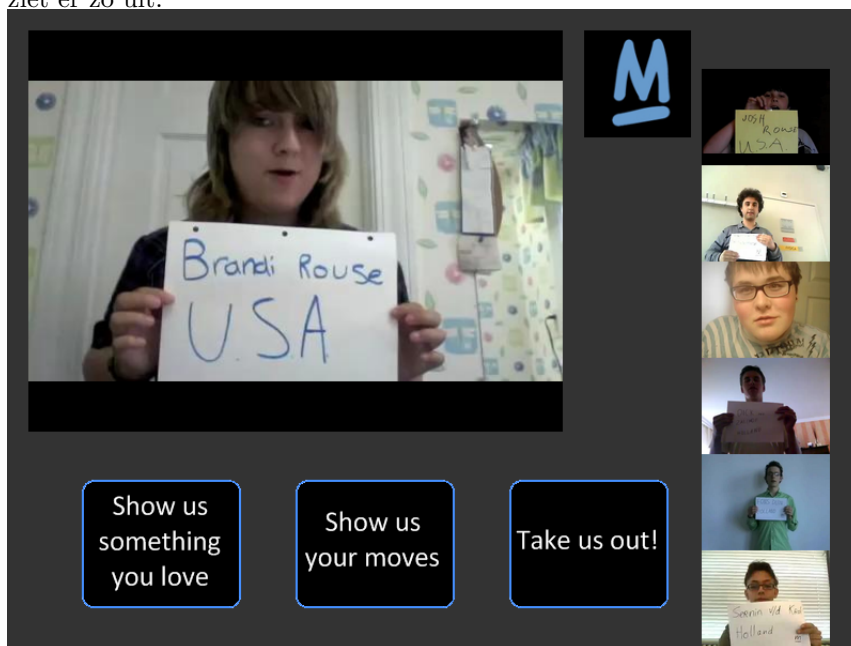 ziet er zo uit:
Brandi Rouse
U.S.A
M
JOSH
ROUSE
U.S.A.
Show us
something
you love
Show us
your moves
Take us out!
Holland